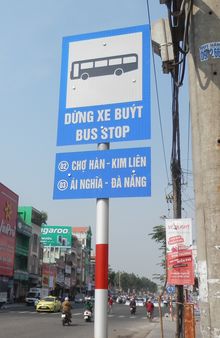 DỪNG XE BUÝT
BUS STOP
02 CHỢ HÀN - KIM LIÊN
03 ÁI NGHĨA - ĐÀ NẴNG